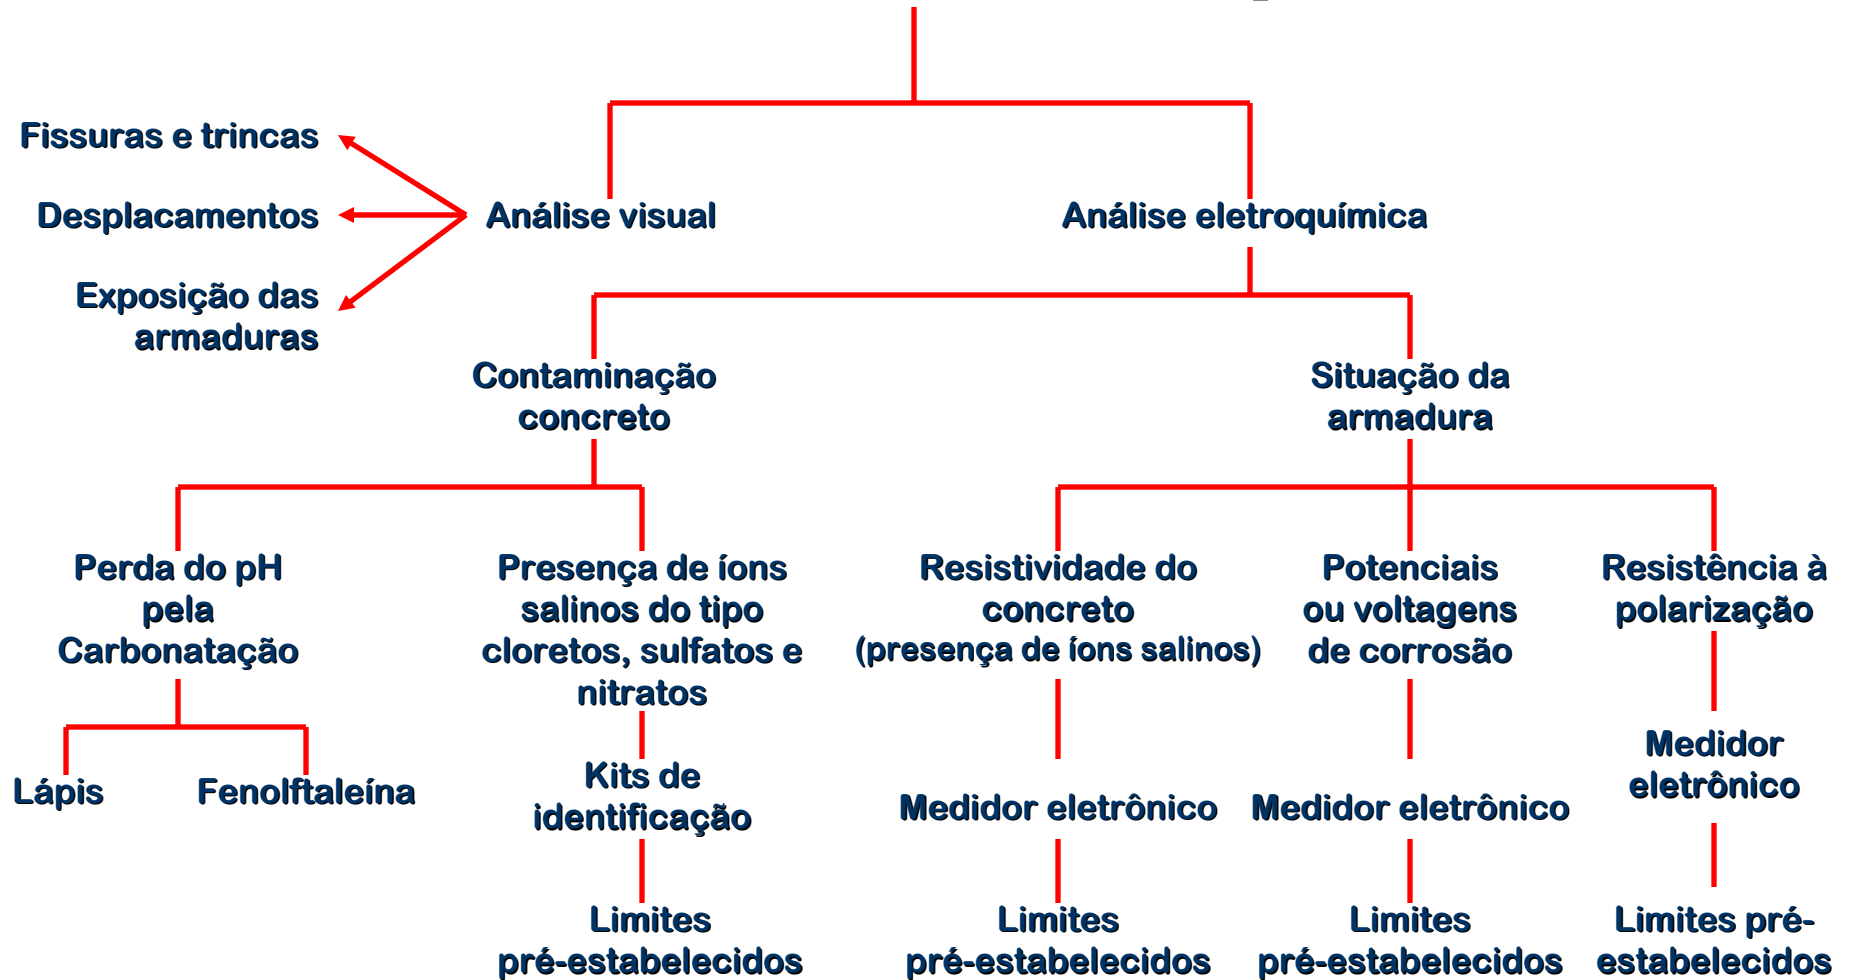 Fissuras e trincas
Desplacamentos
Exposição das
armaduras
Análise visual
Análise eletroquímica
Contaminação
concreto
Situação da
armadura
Perda do pH
pela
Carbonatação
Presença de íons
salinos do tipo
cloretos, sulfatos e
nitratos
Resistividade do
concreto
(presença de íons salinos)
Potenciais
ou voltagens
de corrosão
Resistência à
polarização
Lápis
Fenolftaleína
Kits de
identificação
Medidor eletrônico
Medidor eletrônico
Medidor
eletrônico
Limites
pré-estabelecidos
Limites
pré-estabelecidos
Limites
pré-estabelecidos
Limites pré-
estabelecidos